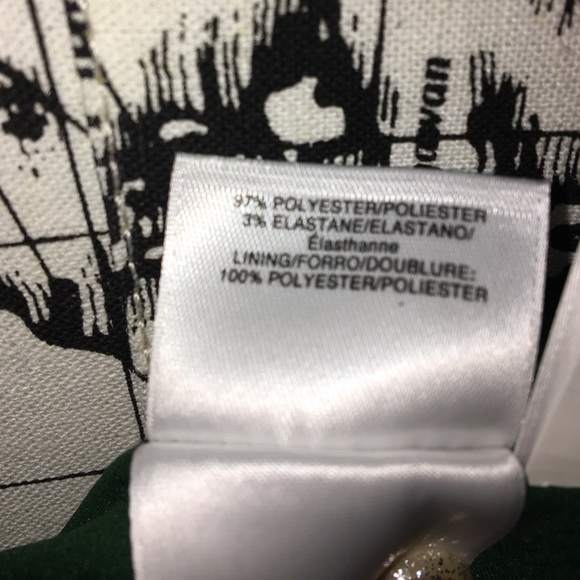 97% POLYESTER/POLIESTER
3% ELASTANE/ELASTANO/
Élasthanne
LINING/FORRO/DOUBLURE:
100% POLYESTER/POLIESTER